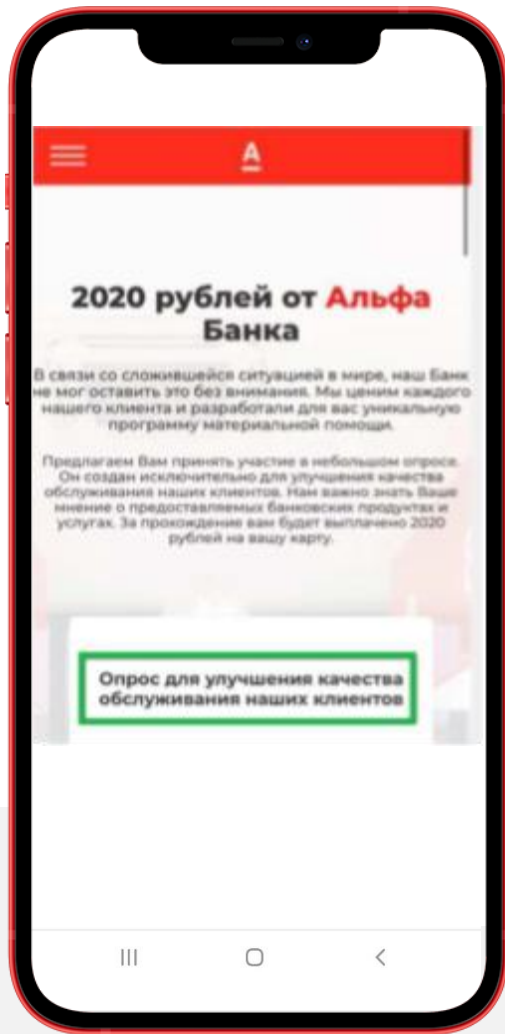 А
2020 рублей от Альфа
Банка
В связи со сложившейся ситуацией в мире, наш Банк
не мог оставить это без внимания. Мы ценим каждого
нашего клиента и разработали для вас уникальную
программу материальной помощи.
Предлагаем Вам принять участие в небольшом опросе.
Он создан исключительно для улучшения качества
обслуживания наших клиентов. Нам важно знать Ваше
мнение о предоставляемых банковских продуктах и
услугах. За прохождение вам будет выплачено 2020
рублей на вашу карту.
Опрос для улучшения качества
обслуживания наших клиентов